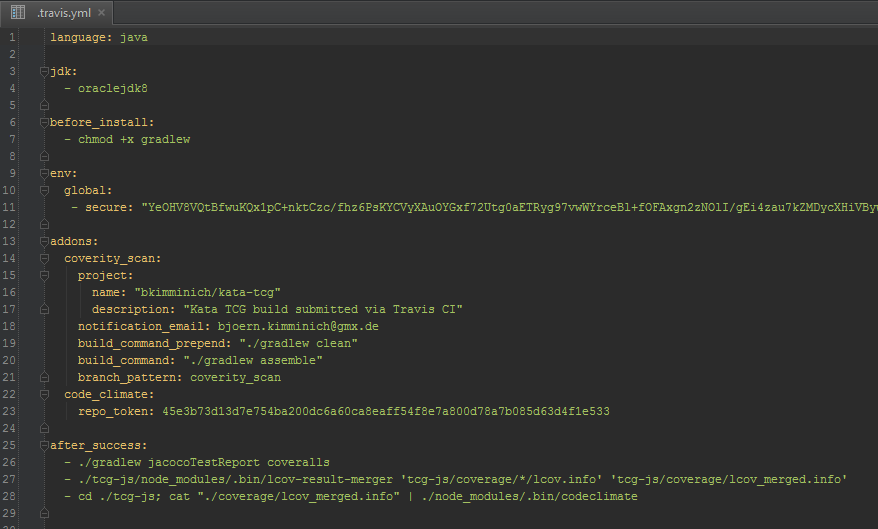 .travis.yml
1 language: java
2
3 jdk:
4   - oraclejdk8
5
6 before_install:
7   - chmod +x gradlew
8
9 env:
10   global:
11    - secure: "YeOHV8VQtBfwuKQx1pC+nktCzc/fhz6PsKYCVyXAuOYGxf72Utg0aETRyg97vwWYrceBl+fOFAxgn2zNOlI/gEi4zau7kZMDycXHiVByw
12
13 addons:
14   coverity_scan:
15     project:
16       name: "bkimminich/kata-tcg"
17       description: "Kata TCG build submitted via Travis CI"
18     notification_email: bjoern.kimminich@gmx.de
19     build_command_prepend: "./gradlew clean"
20     build_command: "./gradlew assemble"
21     branch_pattern: coverity_scan
22   code_climate:
23     repo_token: 45e3b73d13d7e754ba200dc6a60ca8eaff54f8e7a800d78a7b085d63d4f1e533
24
25 after_success:
26   - ./gradlew jacocoTestReport coveralls
27   - ./tcg-js/node_modules/.bin/lcov-result-merger 'tcg-js/coverage/*/lcov.info' 'tcg-js/coverage/lcov_merged.info'
28   - cd ./tcg-js; cat "./coverage/lcov_merged.info" | ./node_modules/.bin/codeclimate
29